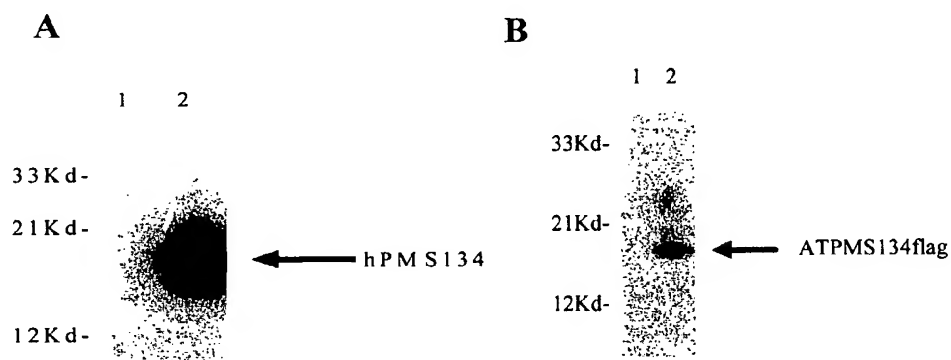 A
1 2
33Kd-
21Kd-
hPMS134
12Kd-
B
1 2
33Kd-
21Kd-
ATPMS134flag
12Kd-